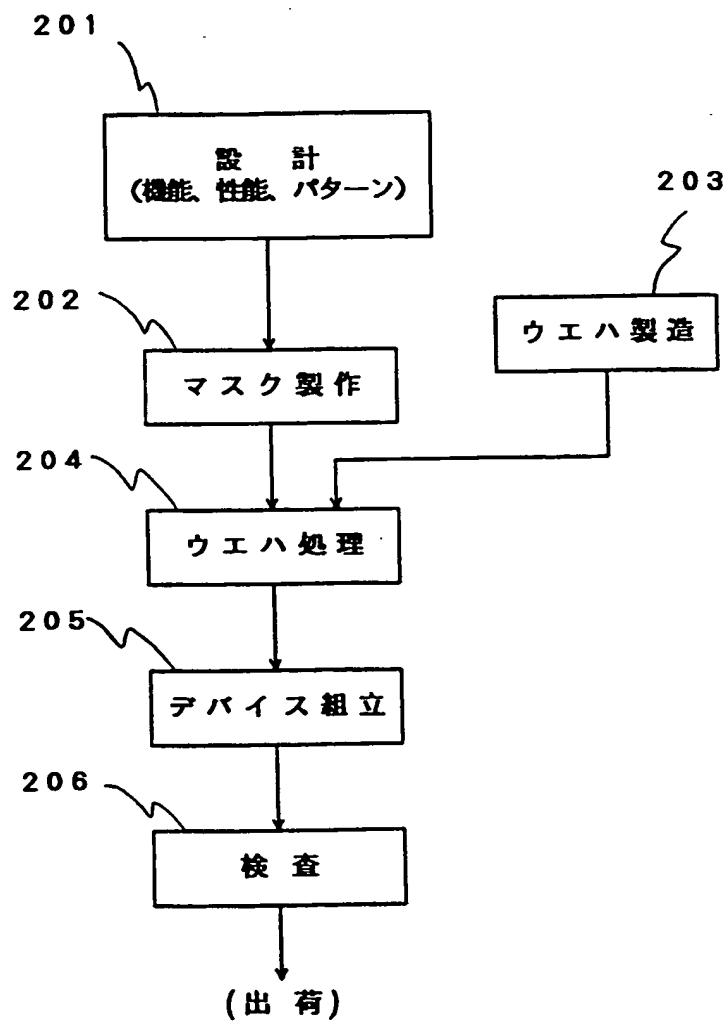 201
設計
(機能、性能、パターン)
203
202
ウエハ製造
マスク製作
204
ウエハ処理
205
デバイス組立
206
検査
(出荷)